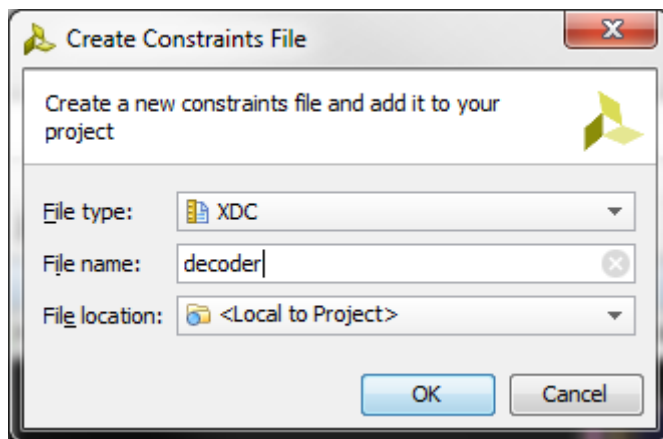 Create Constraints File
Create a new constraints file and add it to your
project
File type: XDC
File name: decoder
File location: <Local to Project>
OK Cancel